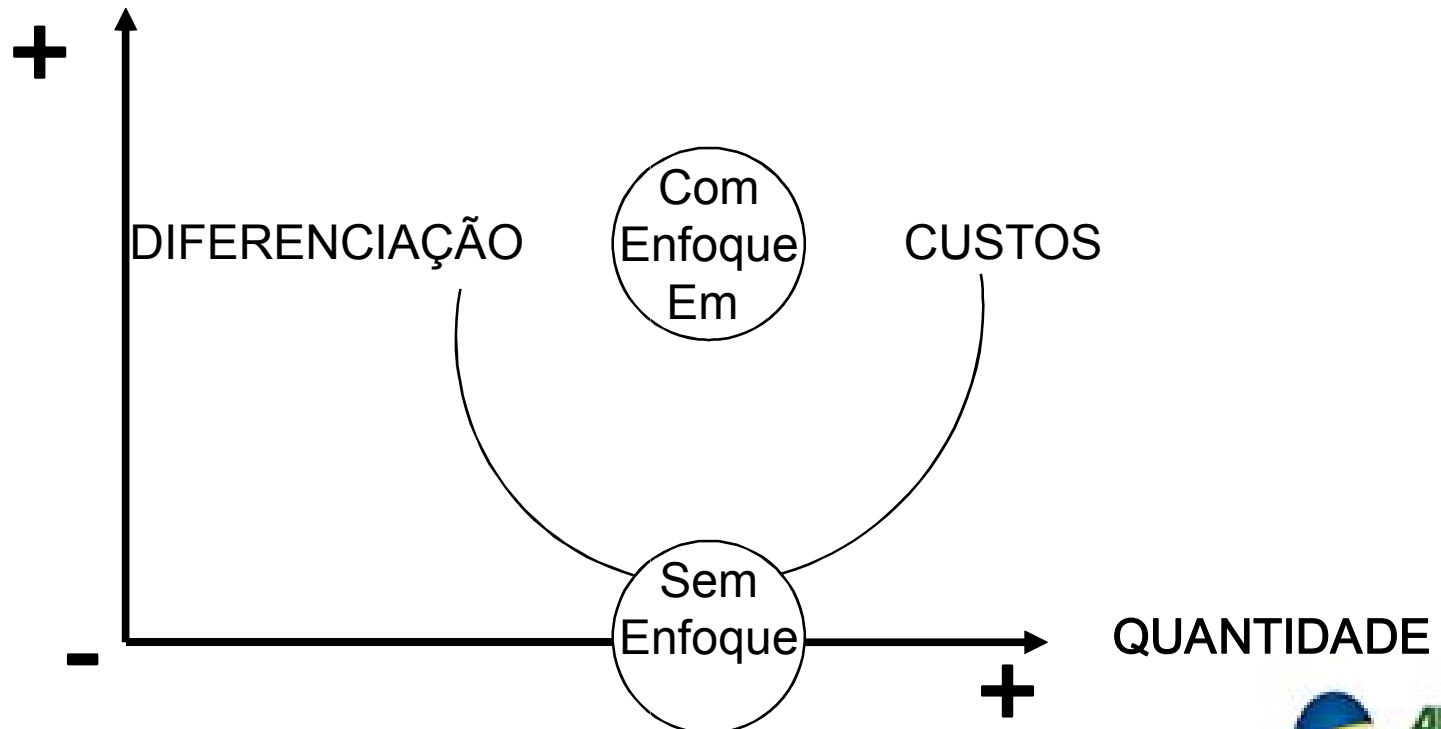 +
Com
Enfoque
Em
DIFERENCIAÇÃO
CUSTOS
Sem
Enfoque
QUANTIDADE
-
+